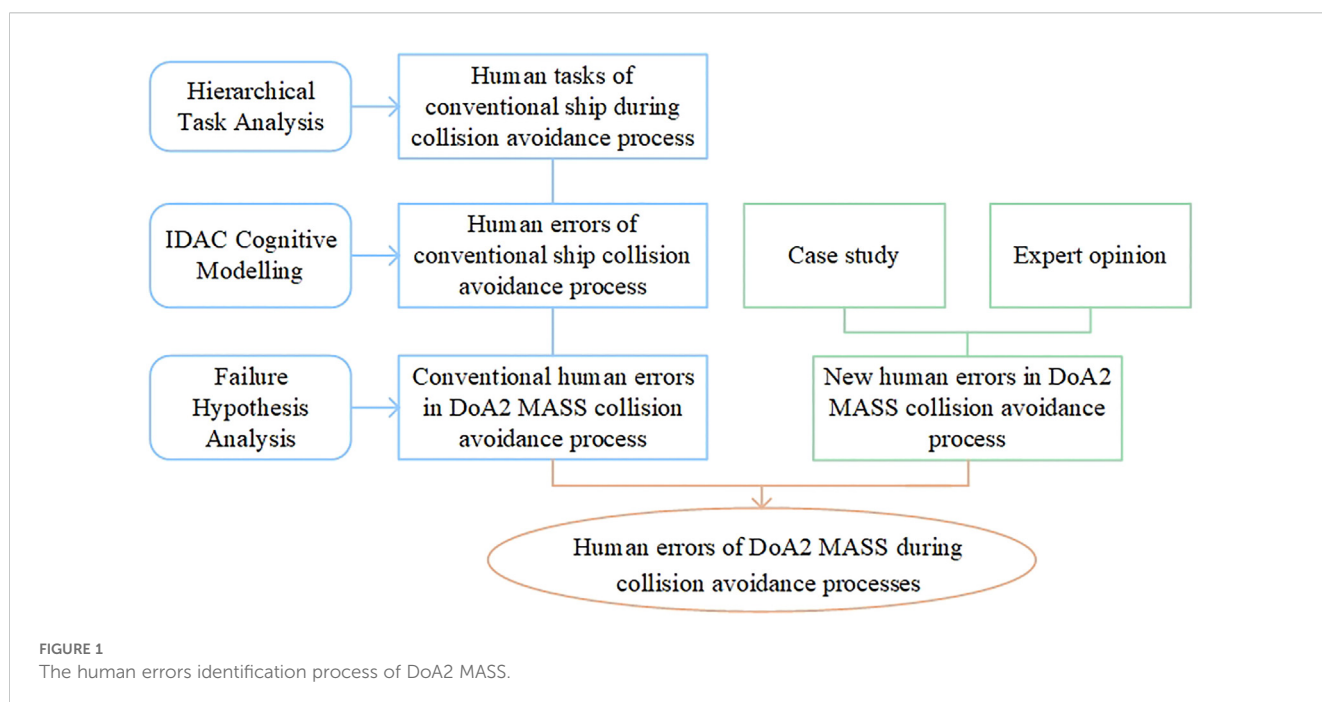 Hierarchical
Task Analysis
Human tasks of
conventional ship during
collision avoidance process
IDAC Cognitive
Modelling
Human errors of
conventional ship collision
avoidance process
Case study
Expert opinion
Failure
Hypothesis
Analysis
Conventional human errors
in DoA2 MASS collision
avoidance process
New human errors in DoA2
MASS collision avoidance
process
Human errors of DoA2 MASS during
collision avoidance processes
FIGURE 1
The human errors identification process of DoA2 MASS.